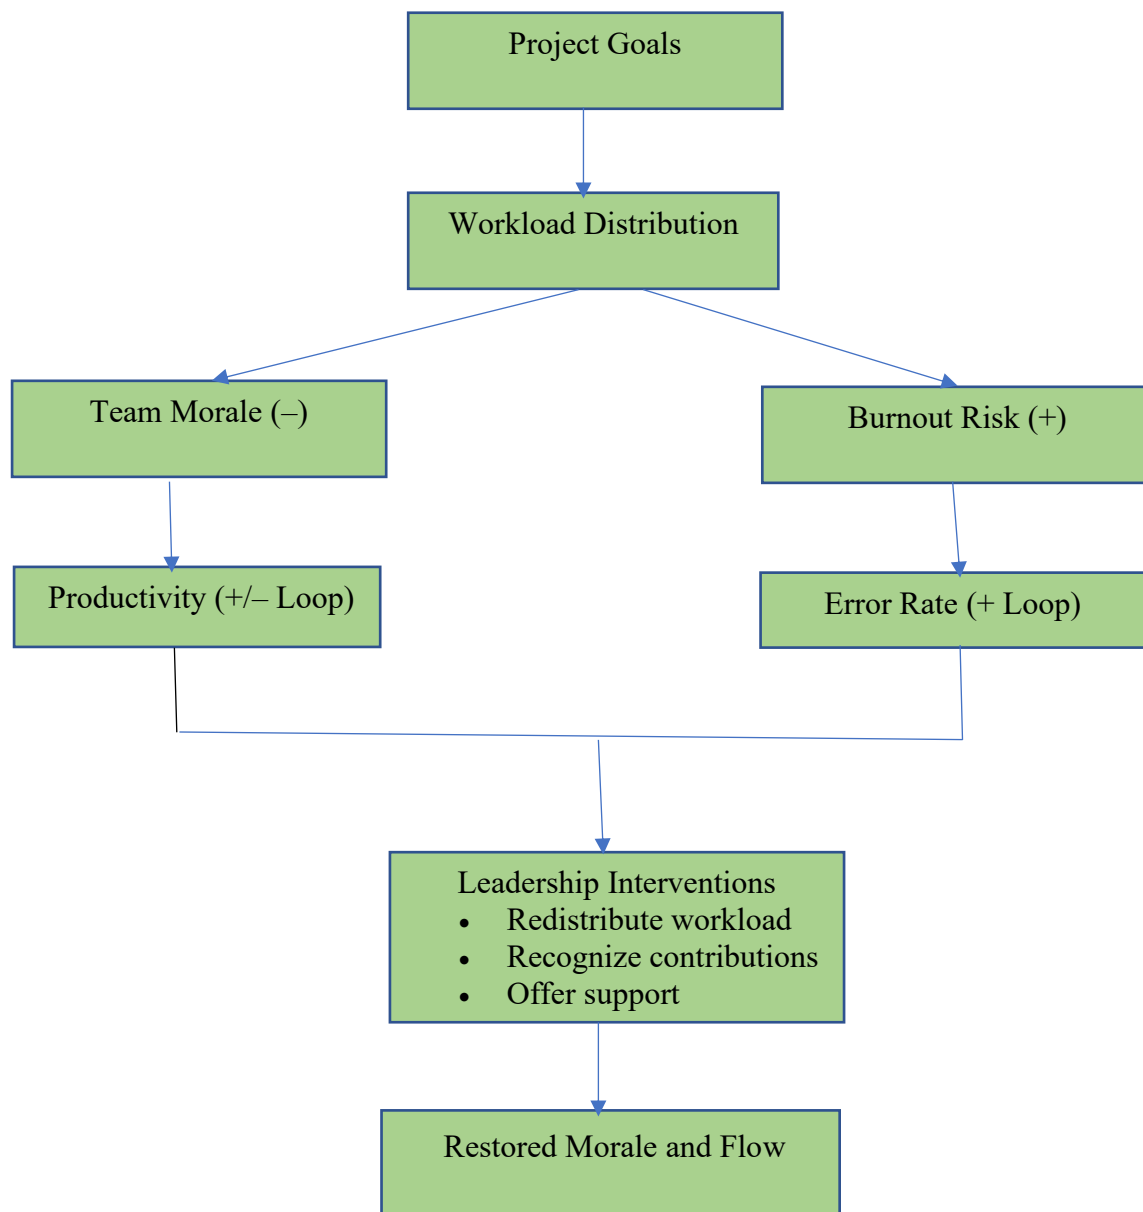 Project Goals
Workload Distribution
Team Morale (–)
Burnout Risk (+)
Productivity (+/– Loop)
Error Rate (+ Loop)
Leadership Interventions
• Redistribute workload
• Recognize contributions
• Offer support
Restored Morale and Flow